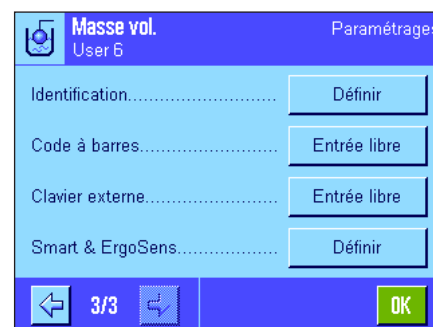 Masse vol. Paramétrages
User 6
Identification........................... Définir
Code à barres......................... Entrée libre
Clavier externe........................ Entrée libre
Smart & ErgoSens.................. Définir
3/3 OK